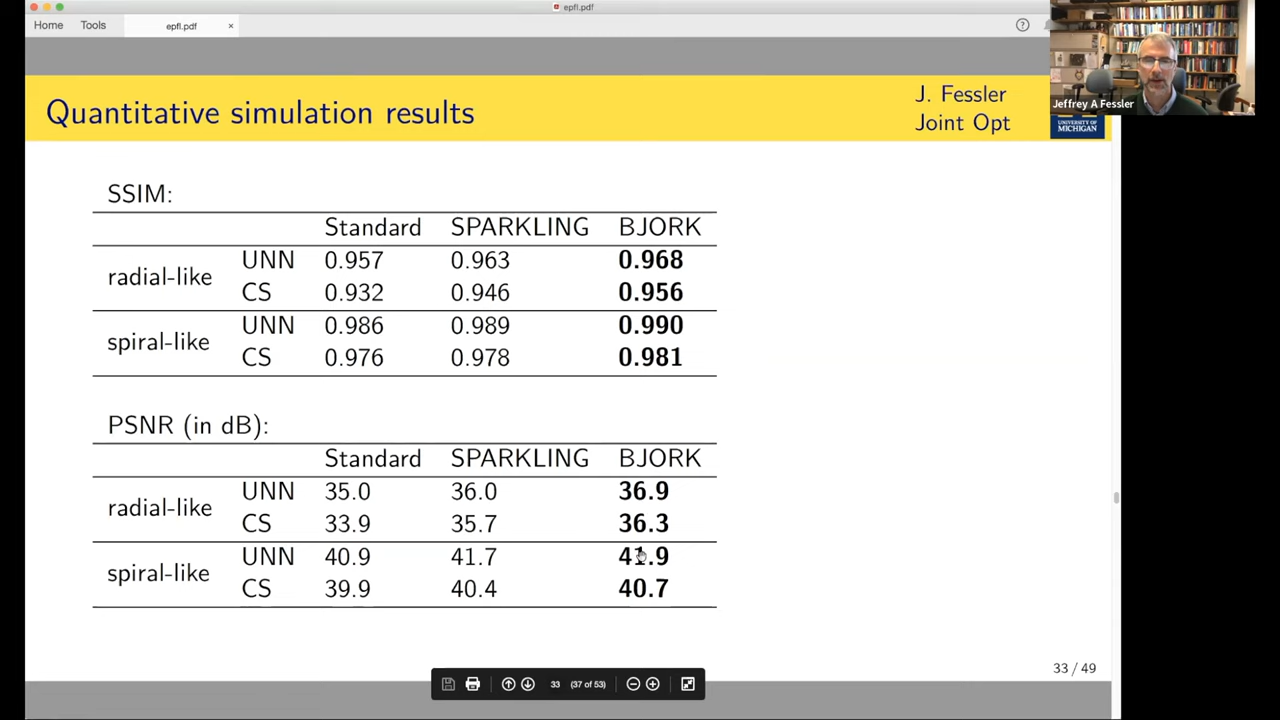 epfl.pdf
Home Tools epfl.pdf ×
?
Quantitative simulation results
J. Fessler
Joint Opt
Jeffrey A Fessler
UNIVERSITY OF
MICHIGAN
SSIM:
Standard SPARKLING BJORK
radial-like
UNN 0.957 0.963 0.968
CS 0.932 0.946 0.956
spiral-like
UNN 0.986 0.989 0.990
CS 0.976 0.978 0.981
PSNR (in dB):
Standard SPARKLING BJORK
radial-like
UNN 35.0 36.0 36.9
CS 33.9 35.7 36.3
spiral-like
UNN 40.9 41.7 41.9
CS 39.9 40.4 40.7
33 / 49
33 (37 of 53)